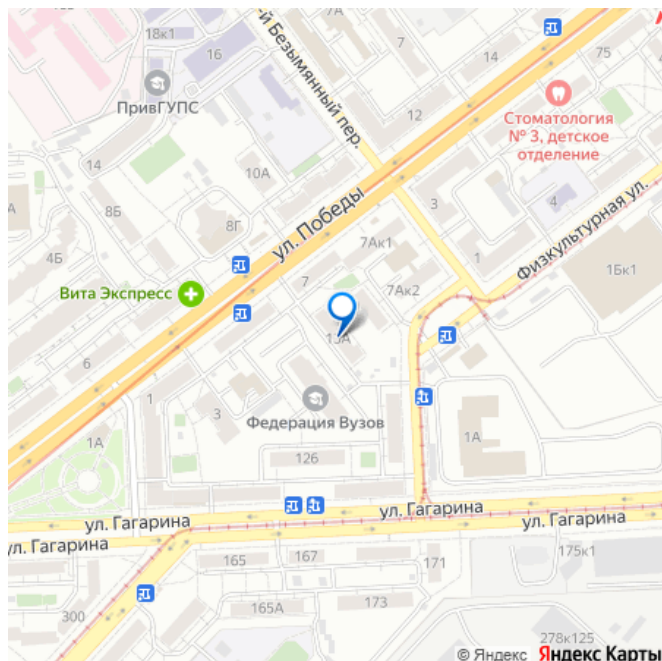 18к1
7А
16
7
14
75
ПривГУПС
-й Безымянный пер.
12
Стоматология
№ 3, детское
отделение
14
10А
8Б
8Г
ул. Победы
3
4
Физкультурная ул.
4Б
7Ак1
1
1Бк1
7
7Ак2
Вита Экспресс
6
1
3
Федерация Вузов
1А
1А
126
ул. Гагарина
ул. Гагарина
ул. Гагарина
ул. Гагарина
165
167
171
175к1
300
165А
173
278к125
© Яндекс Яндекс Карты